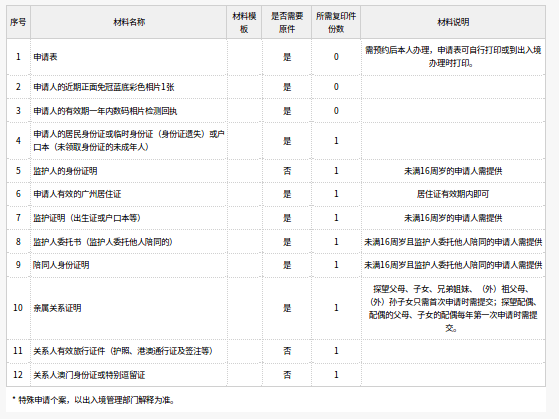 序号 材料名称 材料模板 是否需要原件 所需复印件份数 材料说明
1 申请表 是 0 需预约后本人办理，申请表可自行打印或到出入境办理时打印。
2 申请人的近期正面免冠蓝底彩色相片1张 是 0
3 申请人的有效期一年内数码相片检测回执 是 0
4 申请人的居民身份证或临时身份证（身份证遗失）或户口本（未领取身份证的未成年人） 是 1
5 监护人的身份证明 否 1 未满16周岁的申请人需提供
6 申请人有效的广州居住证 是 1 居住证有效期内即可
7 监护证明（出生证或户口本等） 是 1 未满16周岁的申请人需提供
8 监护人委托书（监护人委托他人陪同的） 是 1 未满16周岁且监护人委托他人陪同的申请人需提供
9 陪同人身份证明 是 1 未满16周岁且监护人委托他人陪同的申请人需提供
10 亲属关系证明 是 1 探望父母、子女、兄弟姐妹、（外）祖父母、（外）孙子女只需首次申请时需提交；探望配偶、配偶的父母、子女的配偶每年第一次申请时需提交。
11 关系人有效旅行证件（护照、港澳通行证及签注等） 否 1
12 关系人澳门身份证或特别逗留证 否 1
* 特殊申请个案，以出入境管理部门解释为准。